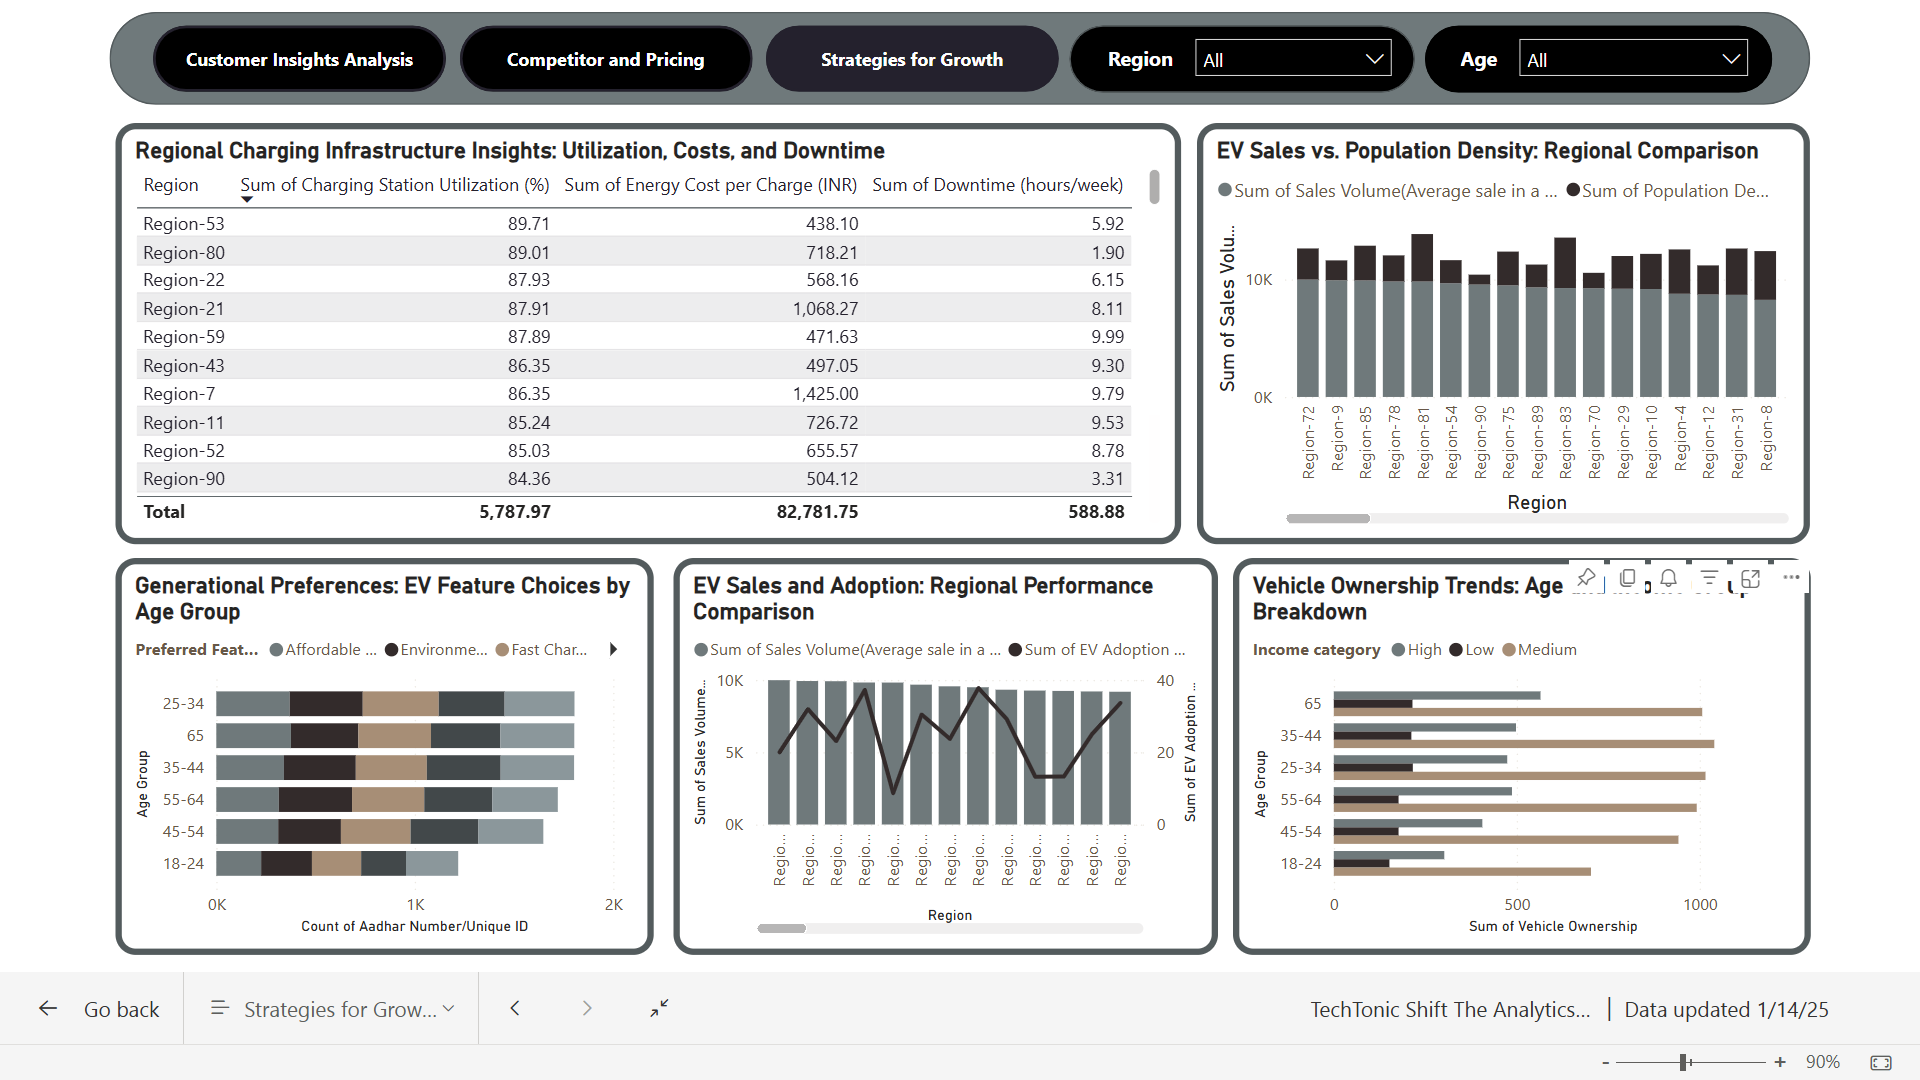 Customer Insights Analysis
Competitor and Pricing
Strategies for Growth
Region
All
Age
All
Regional Charging Infrastructure Insights: Utilization, Costs, and Downtime
Region Sum of Charging Station Utilization (%) Sum of Energy Cost per Charge (INR) Sum of Downtime (hours/week)
Region-53 89.71 438.10 5.92
Region-80 89.01 718.21 1.90
Region-22 87.93 568.16 6.15
Region-21 87.91 1,068.27 8.11
Region-59 87.89 471.63 9.99
Region-43 86.35 497.05 9.30
Region-7 86.35 1,425.00 9.79
Region-11 85.24 726.72 9.53
Region-52 85.03 655.57 8.78
Region-90 84.36 504.12 3.31
Total 5,787.97 82,781.75 588.88
EV Sales vs. Population Density: Regional Comparison
Sum of Sales Volume(Average sale in a ... Sum of Population De...
Sum of Sales Volu...
10K
0K
Region-72
Region-9
Region-85
Region-78
Region-81
Region-54
Region-90
Region-75
Region-89
Region-83
Region-70
Region-29
Region-10
Region-4
Region-12
Region-31
Region-8
Region
Generational Preferences: EV Feature Choices by
Age Group
Preferred Feat... Affordable ... Environme... Fast Char...
Age Group
25-34
65
35-44
55-64
45-54
18-24
0K 1K 2K
Count of Aadhar Number/Unique ID
EV Sales and Adoption: Regional Performance
Comparison
Sum of Sales Volume(Average sale in a ... Sum of EV Adoption ...
Sum of Sales Volume...
10K
5K
0K
40
20
0
Sum of EV Adoption ...
Regio...
Regio...
Regio...
Regio...
Regio...
Regio...
Regio...
Regio...
Regio...
Regio...
Regio...
Regio...
Regio...
Region
Vehicle Ownership Trends: Age
Breakdown
Income category High Low Medium
Age Group
65
35-44
25-34
55-64
45-54
18-24
0 500 1000
Sum of Vehicle Ownership
Go back
Strategies for Grow...
TechTonic Shift The Analytics... | Data updated 1/14/25
- + 90%